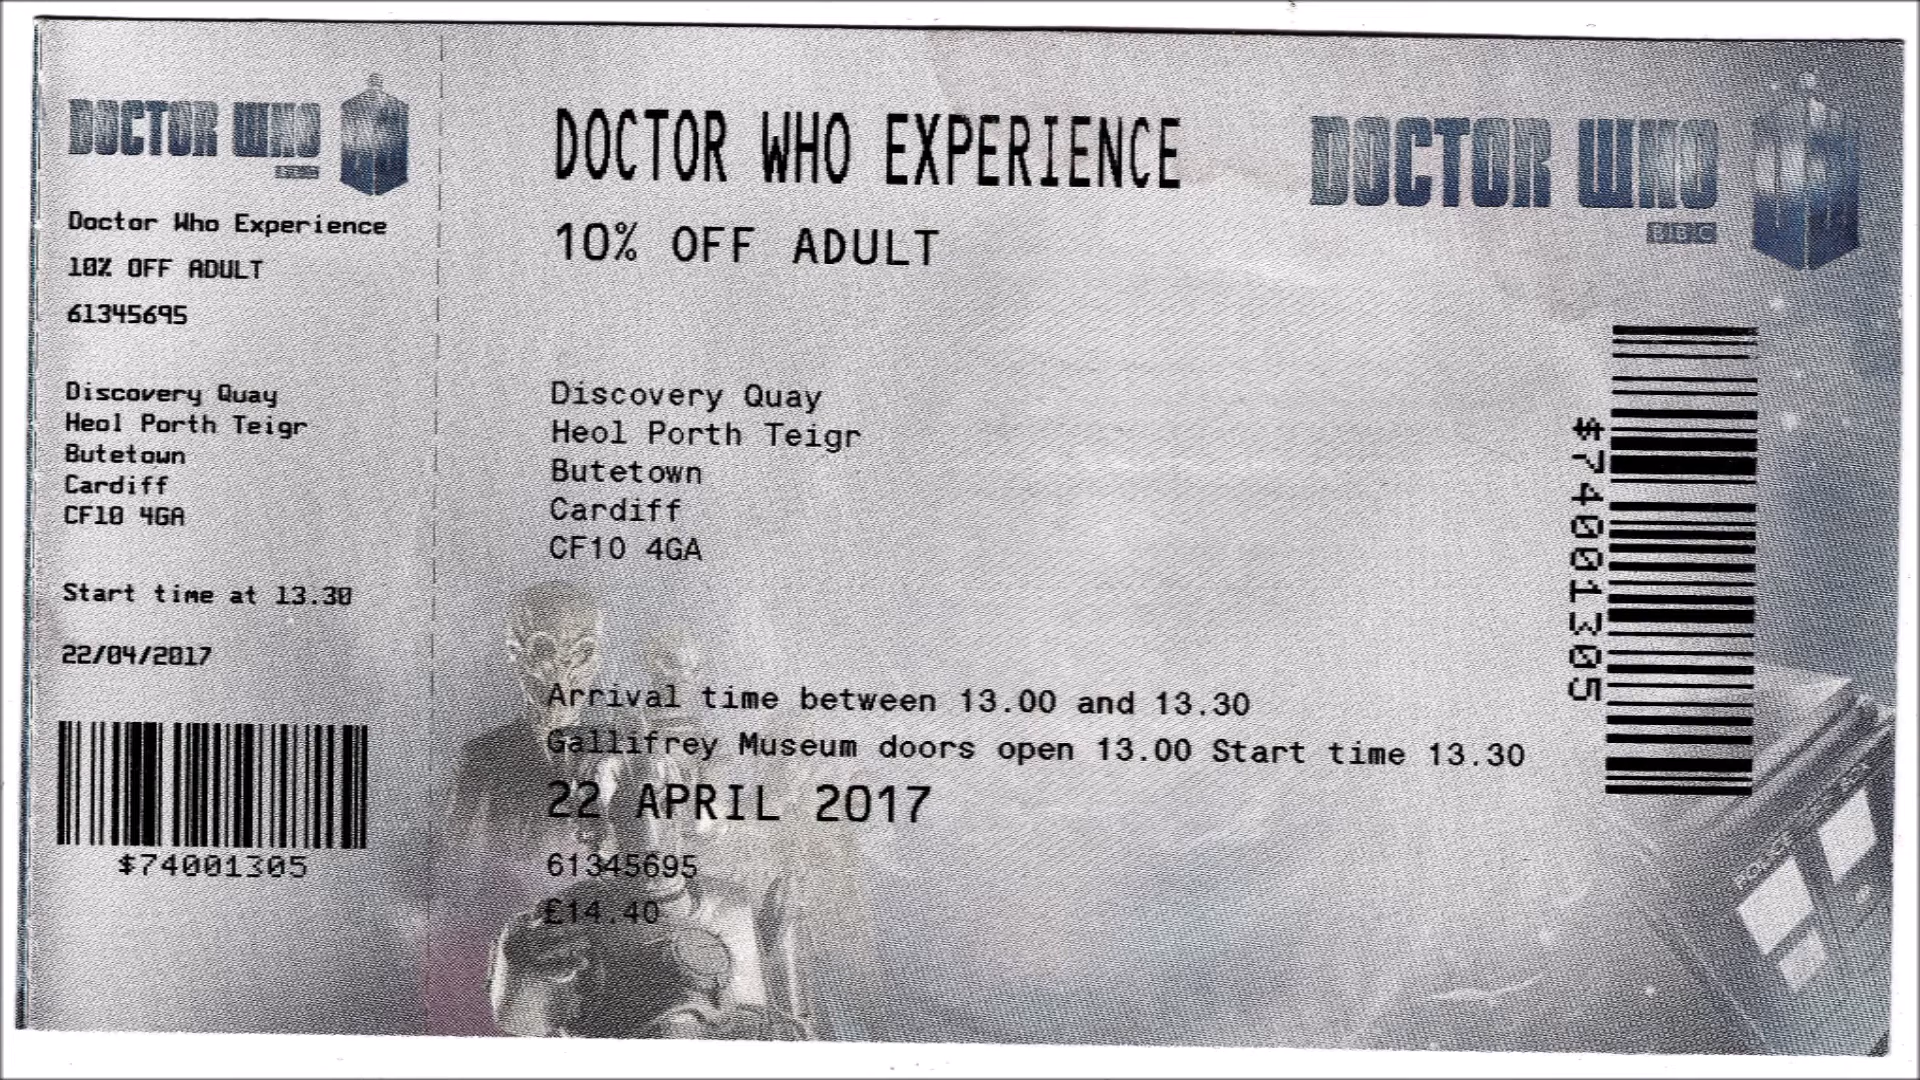 DOCTOR WHO
BBC
Doctor Who Experience
10% OFF ADULT
61345695
Discovery Quay
Heol Porth Teigr
Butetown
Cardiff
CF10 4GA
Start time at 13.30
22/04/2017
$74001305
DOCTOR WHO EXPERIENCE
10% OFF ADULT
Discovery Quay
Heol Porth Teigr
Butetown
Cardiff
CF10 4GA
Arrival time between 13.00 and 13.30
Gallifrey Museum doors open 13.00 Start time 13.30
22 APRIL 2017
61345695
£14.40
DOCTOR WHO
BBC
$74001305
POLICE